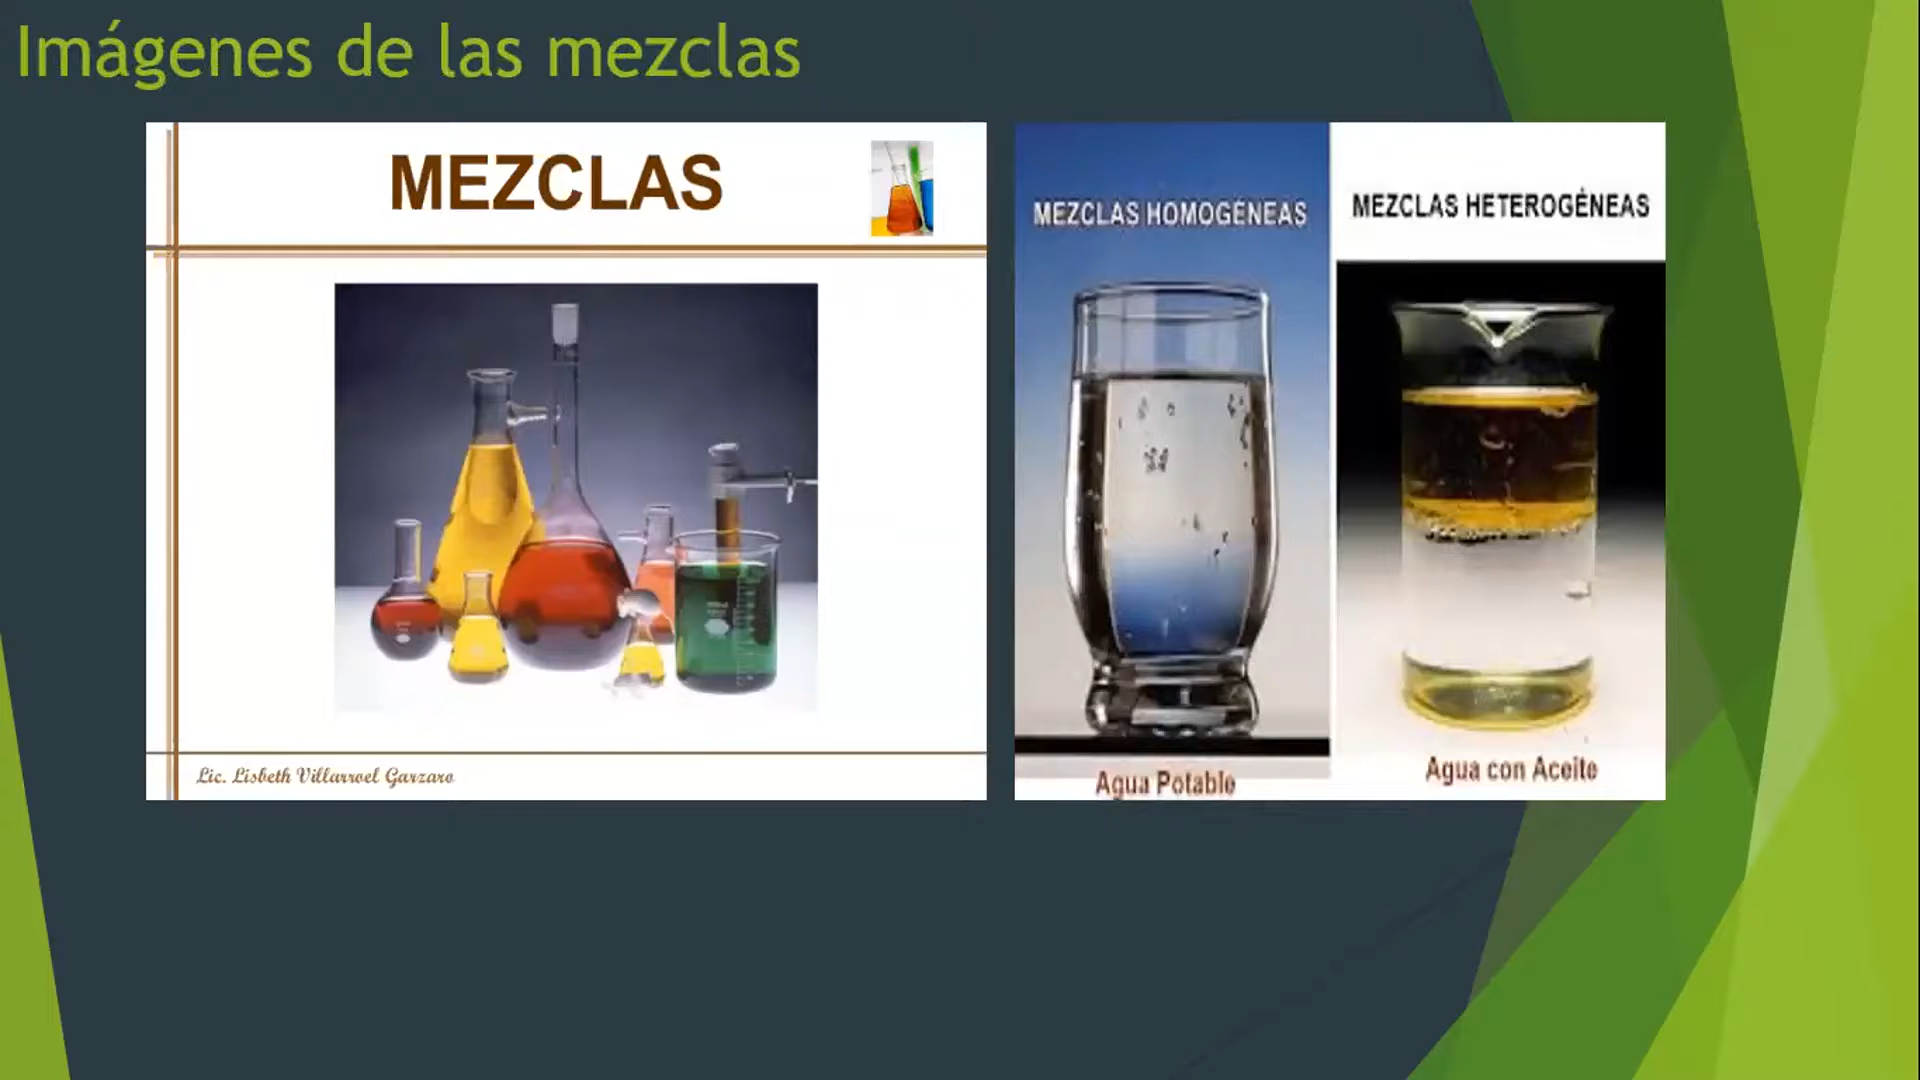 Imágenes de las mezclas
MEZCLAS
Lic. Lisbeth Villarroel Garzaro
MEZCLAS HOMOGÉNEAS
Agua Potable
MEZCLAS HETEROGÉNEAS
Agua con Aceite